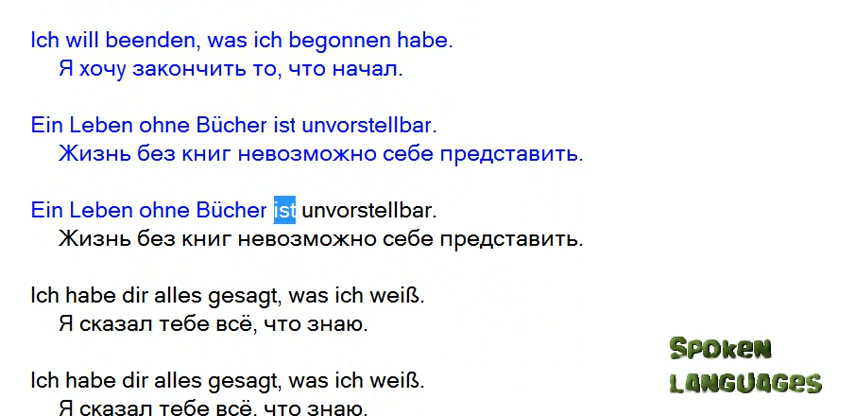 Ich will beenden, was ich begonnen habe.
Я хочу закончить то, что начал.
Ein Leben ohne Bücher ist unvorstellbar.
Жизнь без книг невозможно себе представить.
Ein Leben ohne Bücher ist unvorstellbar.
Жизнь без книг невозможно себе представить.
Ich habe dir alles gesagt, was ich weiß.
Я сказал тебе всё, что знаю.
Ich habe dir alles gesagt, was ich weiß.
Я сказал тебе всё, что знаю.
Spoken
Languages